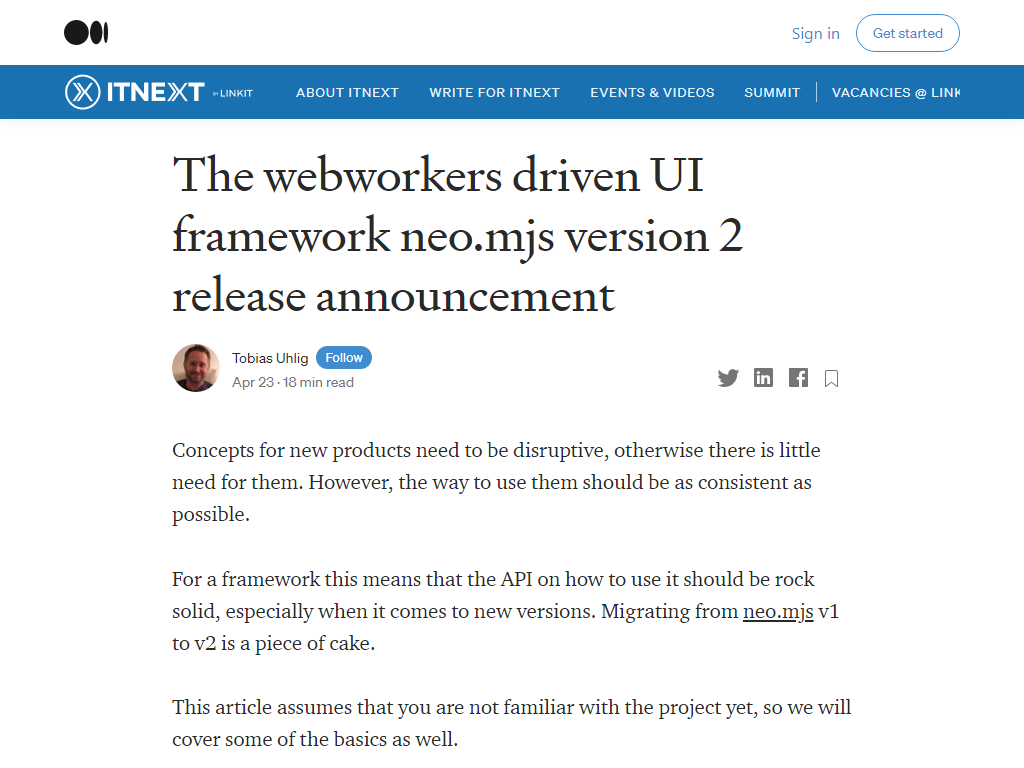 Sign in
Get started
ITNEXT BY LINKIT
ABOUT ITNEXT
WRITE FOR ITNEXT
EVENTS & VIDEOS
SUMMIT
VACANCIES @ LINK
The webworkers driven UI
framework neo.mjs version 2
release announcement
Tobias Uhlig
Follow
Apr 23 · 18 min read
Concepts for new products need to be disruptive, otherwise there is little
need for them. However, the way to use them should be as consistent as
possible.
For a framework this means that the API on how to use it should be rock
solid, especially when it comes to new versions. Migrating from neo.mjs v1
to v2 is a piece of cake.
This article assumes that you are not familiar with the project yet, so we will
cover some of the basics as well.